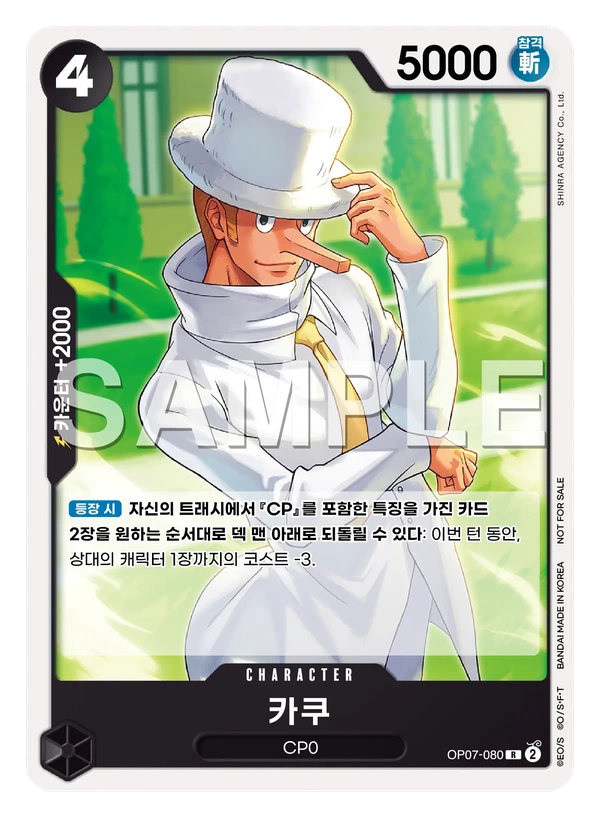 4
5000
참격
斬
SHINRA AGENCY Co., Ltd.
카운터 +2000
SAMPLE
등장 시 자신의 트래시에서 『CP』를 포함한 특징을 가진 카드
2장을 원하는 순서대로 덱 맨 아래로 되돌릴 수 있다: 이번 턴 동안,
상대의 캐릭터 1장까지의 코스트 -3.
CHARACTER
카쿠
CP0
OP07-080 R 2
©EO/S ©O/S·F·T BANDAI MADE IN KOREA NOT FOR SALE